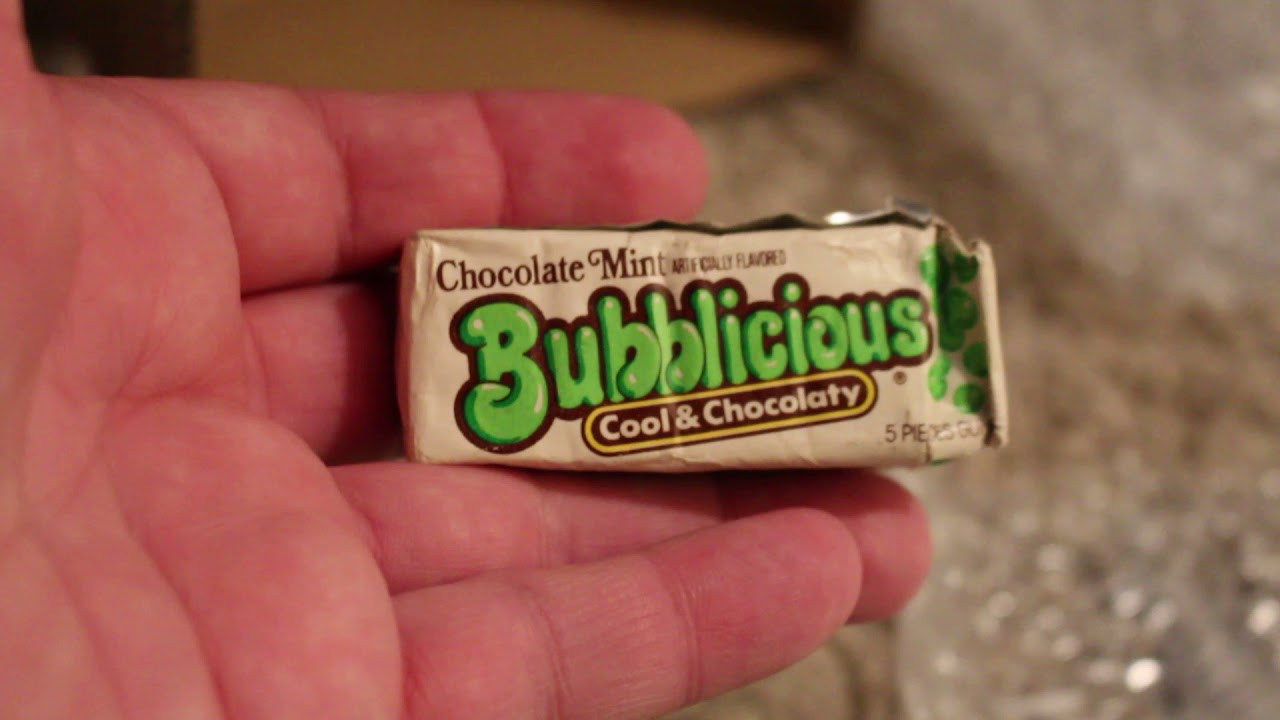 Chocolate Mint ARTIFICIALLY FLAVORED
Bubblicious®
Cool & Chocolaty
5 PIECES